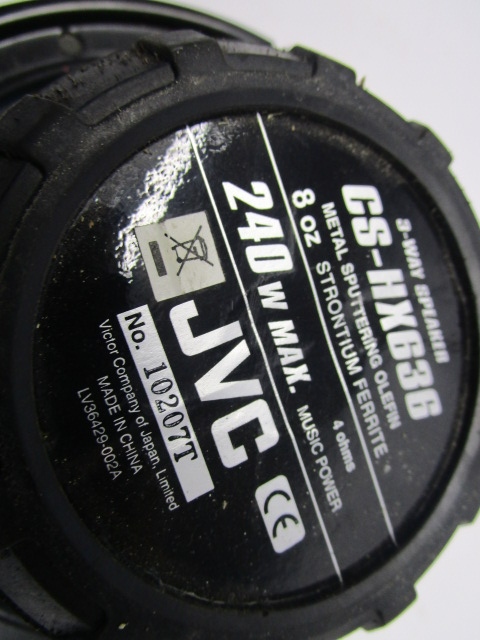 3-WAY SPEAKER
CS-HX636
METAL SPUTTERING OLEFIN
8 oz STRONTIUM FERRITE
4 ohms
240 W MAX. MUSIC POWER
JVC CE
No. 10207T
Victor Company of Japan, Limited
MADE IN CHINA
LV36429-002A